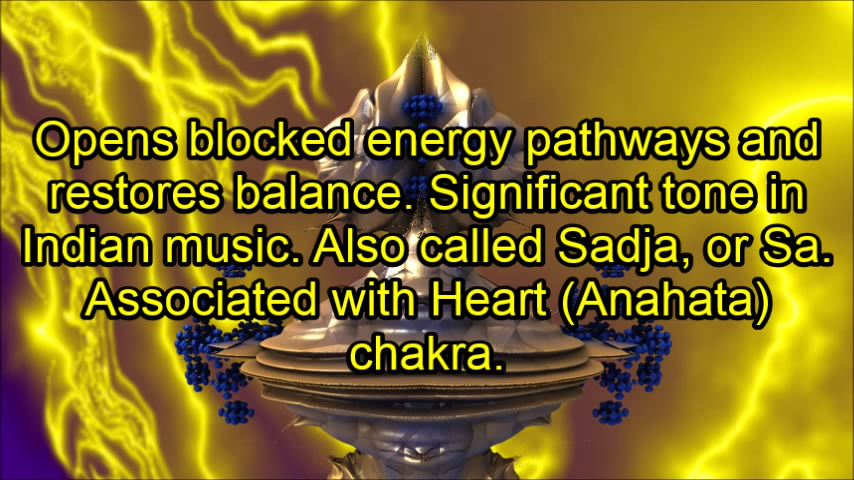 Opens blocked energy pathways and
restores balance. Significant tone in
Indian music. Also called Sadja, or Sa.
Associated with Heart (Anahata)
chakra.